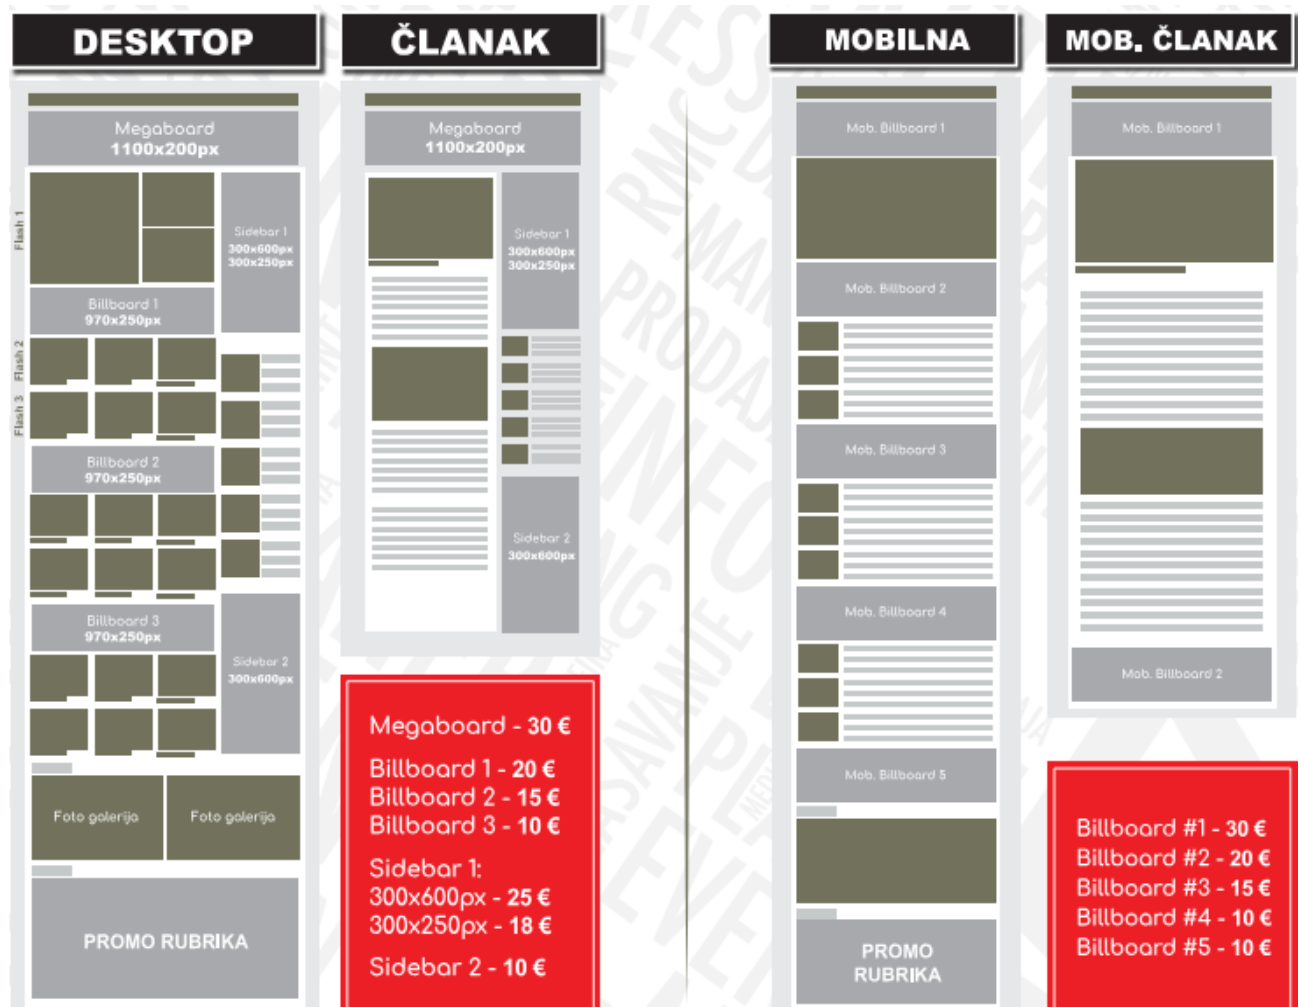 DESKTOP
Megaboard
1100x200px
Flash 1
Sidebar 1
300x600px
300x250px
Billboard 1
970x250px
Flash 2
Flash 3
Billboard 2
970x250px
Billboard 3
970x250px
Sidebar 2
300x600px
Foto galerija
Foto galerija
PROMO RUBRIKA
ČLANAK
Megaboard
1100x200px
Sidebar 1
300x600px
300x250px
Sidebar 2
300x600px
Megaboard - 30 €
Billboard 1 - 20 €
Billboard 2 - 15 €
Billboard 3 - 10 €
Sidebar 1:
300x600px - 25 €
300x250px - 18 €
Sidebar 2 - 10 €
MOBILNA
Mob. Billboard 1
Mob. Billboard 2
Mob. Billboard 3
Mob. Billboard 4
Mob. Billboard 5
PROMO
RUBRIKA
MOB. ČLANAK
Mob. Billboard 1
Mob. Billboard 2
Billboard #1 - 30 €
Billboard #2 - 20 €
Billboard #3 - 15 €
Billboard #4 - 10 €
Billboard #5 - 10 €